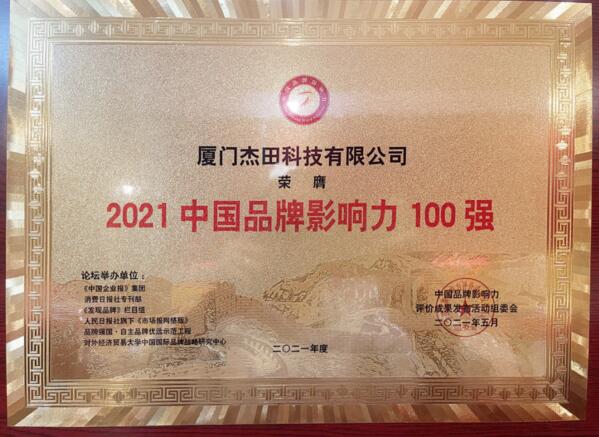 厦门杰田科技有限公司
荣膺
2021中国品牌影响力100强
论坛举办单位：
《中国企业报》集团
消费日报社专刊部
《发现品牌》栏目组
人民日报社旗下《市场报网络版》
品牌强国·自主品牌优选示范工程
对外经济贸易大学中国国际品牌战略研究中心
中国品牌影响力
评价成果发布活动组委会
二〇二一年五月
二〇二一年度